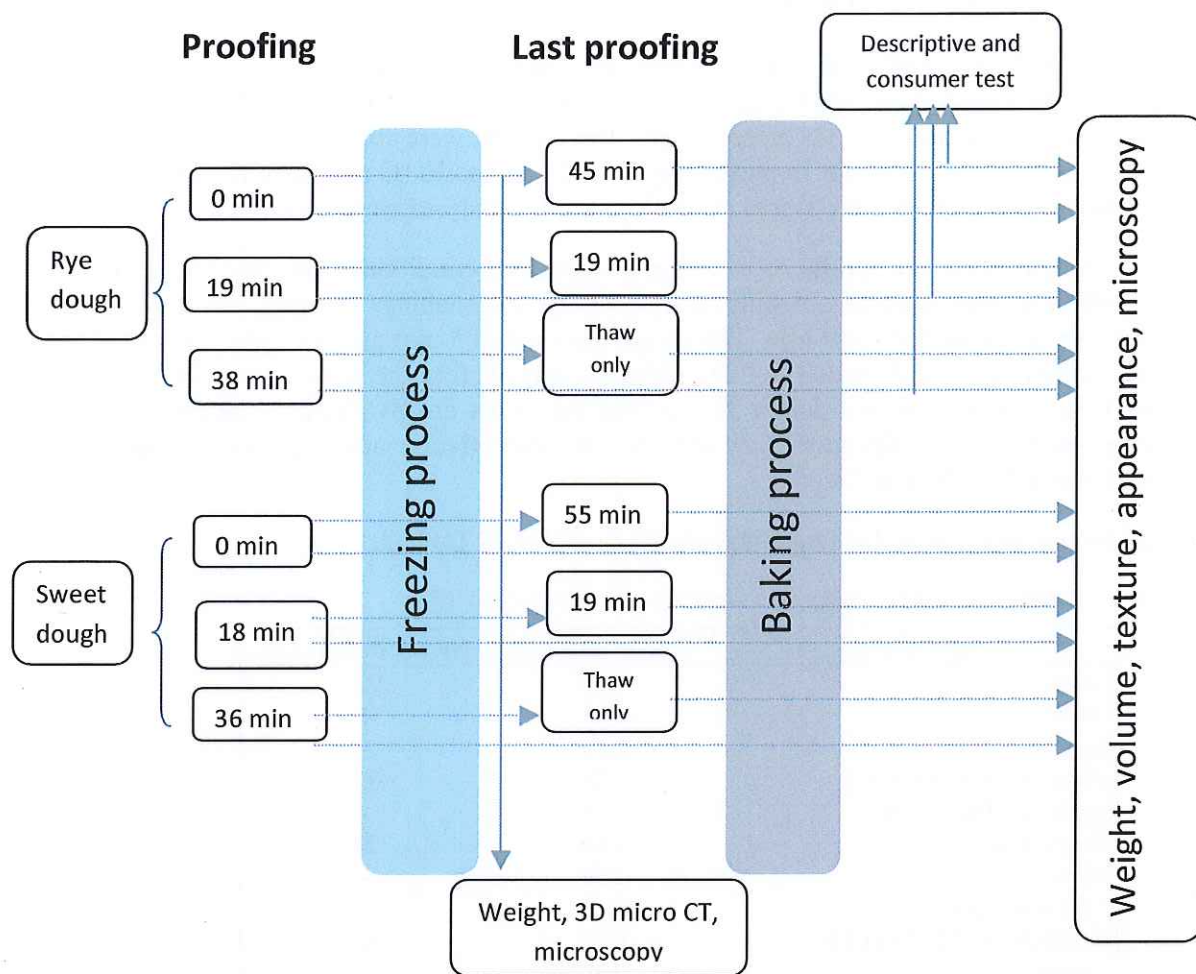 Proofing
Last proofing
Descriptive and
consumer test
Rye
dough
0 min
19 min
38 min
Freezing process
45 min
19 min
Thaw
only
Baking process
Sweet
dough
0 min
18 min
36 min
55 min
19 min
Thaw
only
Weight, volume, texture, appearance, microscopy
Weight, 3D micro CT,
microscopy